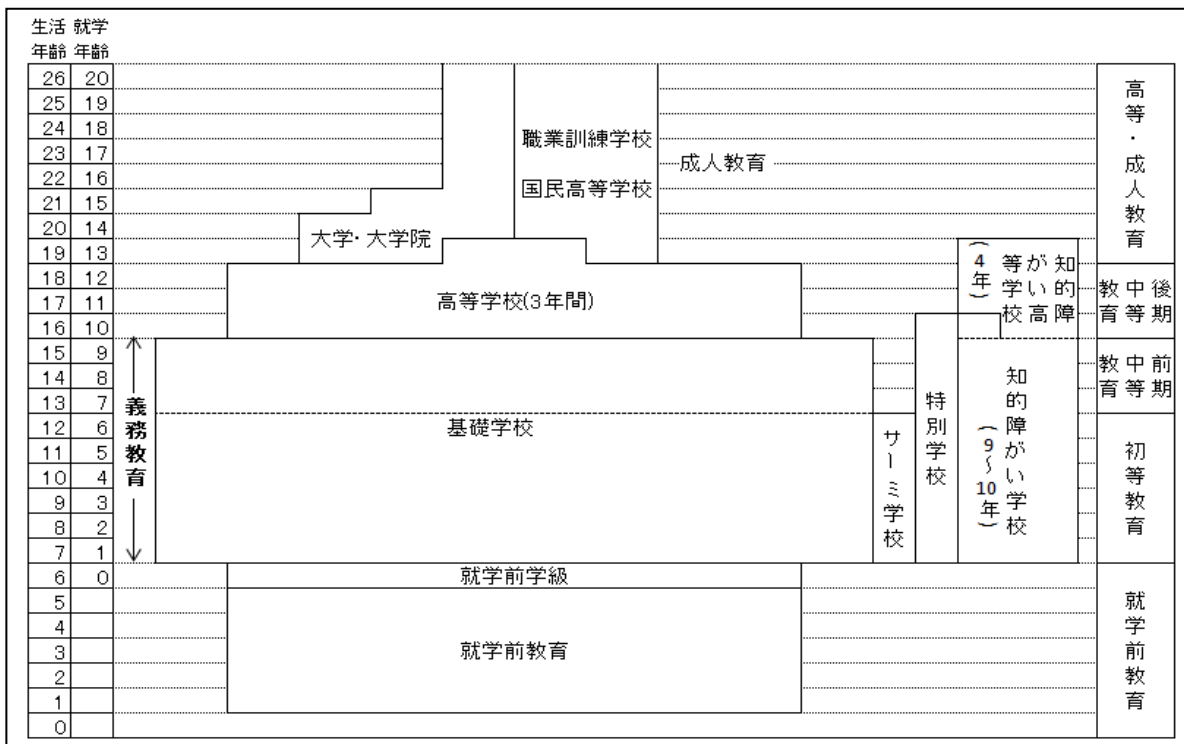 生活 就学
年齢 年齢
26 20
25 19
24 18
23 17
22 16
21 15
20 14
19 13
18 12
17 11
16 10
15 9
14 8
13 7
12 6
11 5
10 4
9 3
8 2
7 1
6 0
5
4
3
2
1
0
義務教育
職業訓練学校
国民高等学校
成人教育
大学・大学院
高等学校(3年間)
基礎学校
サーミ学校
特別学校
知的障
がい高
等学校
(4年)
知的障がい学校
(9~10年)
就学前学級
就学前教育
高等・成人教育
後期
中等
教育
前期
中等
教育
初等教育
就学前教育